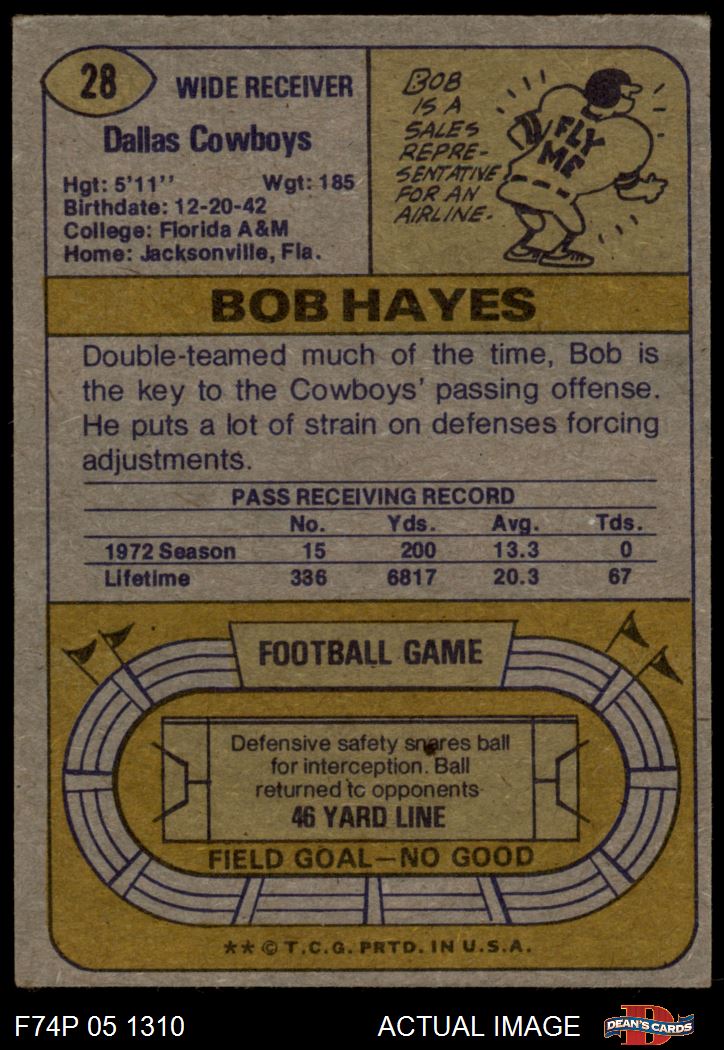 28
WIDE RECEIVER
Dallas Cowboys
Hgt: 5'11''   Wgt: 185
Birthdate: 12-20-42
College: Florida A&M
Home: Jacksonville, Fla.
BOB
IS A
SALES
REPRE-
SENTATIVE
FOR AN
AIRLINE.
FLY
ME
BOB HAYES
Double-teamed much of the time, Bob is
the key to the Cowboys' passing offense.
He puts a lot of strain on defenses forcing
adjustments.
PASS RECEIVING RECORD
No.   Yds.   Avg.   Tds.
1972 Season   15   200   13.3   0
Lifetime   336   6817   20.3   67
FOOTBALL GAME
Defensive safety snares ball
for interception. Ball
returned to opponents
46 YARD LINE
FIELD GOAL—NO GOOD
** © T.C.G. PRTD. IN U.S.A.
F74P 05 1310   ACTUAL IMAGE
D
DEAN'S CARDS